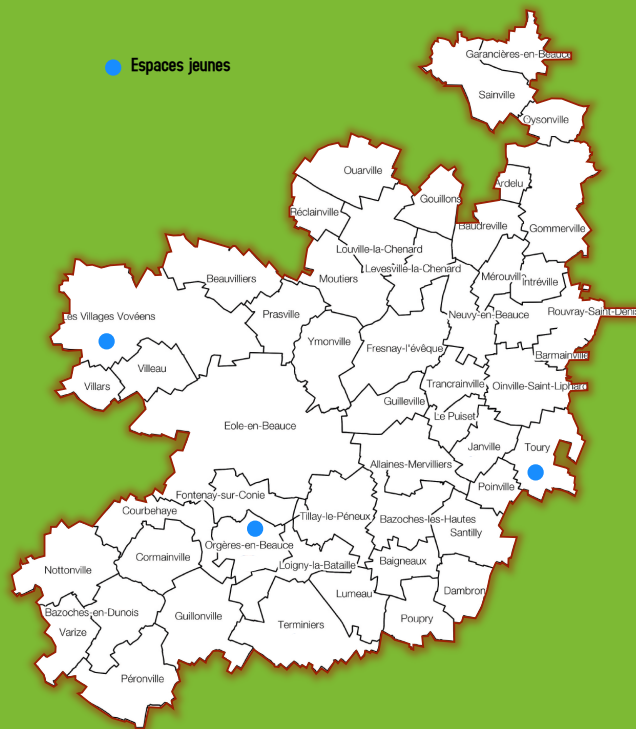 Espaces jeunes
Garancières-en-Beauce
Sainville
Oysonville
Ouarville
Ardelu
Gouillons
Réclainville
Baudreville
Gommerville
Louville-la-Chenard
Levesville-la-Chenard
Beauvilliers
Moutiers
Mérouville
Intréville
Les Villages Vovéens
Prasville
Neuvy-en-Beauce
Rouvray-Saint-Denis
Ymonville
Fresnay-l'évêque
Barmainville
Villeau
Villars
Trancrainville
Oinville-Saint-Liphard
Guilleville
Le Puiset
Eole-en-Beauce
Janville
Toury
Allaines-Mervilliers
Poinville
Fontenay-sur-Conie
Courbehaye
Tillay-le-Péneux
Bazoches-les-Hautes
Santilly
Orgères-en-Beauce
Cormainville
Loigny-la-Bataille
Baigneaux
Nottonville
Dambron
Lumeau
Bazoches-en-Dunois
Guillonville
Poupry
Terminiers
Varize
Péronville